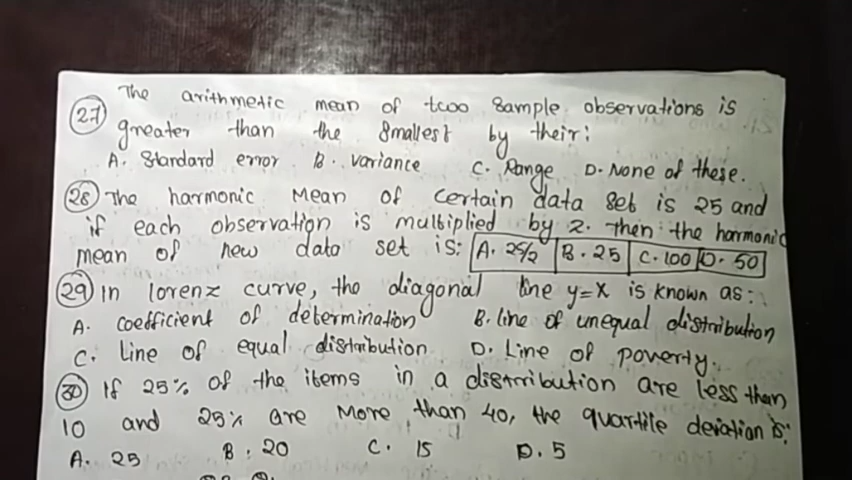 The arithmetic mean of two Sample observations is
27 greater than the Smallest by their:
A. Standard error B. variance C. Range D. None of these.
28 The harmonic Mean of certain data set is 25 and
if each observation is multiplied by 2. then the harmonic
mean of new data set is: A. 25/2 B. 25 C. 100 D. 50
29 In lorenz curve, the diagonal line y=x is known as:
A. coefficient of determination B. line of unequal distribution
C. Line of equal distribution D. Line of poverty.
30 If 25% of the items in a distribution are less than
10 and 25% are More than 40, the quartile deviation is:
A. 25 B. 20 C. 15 D. 5